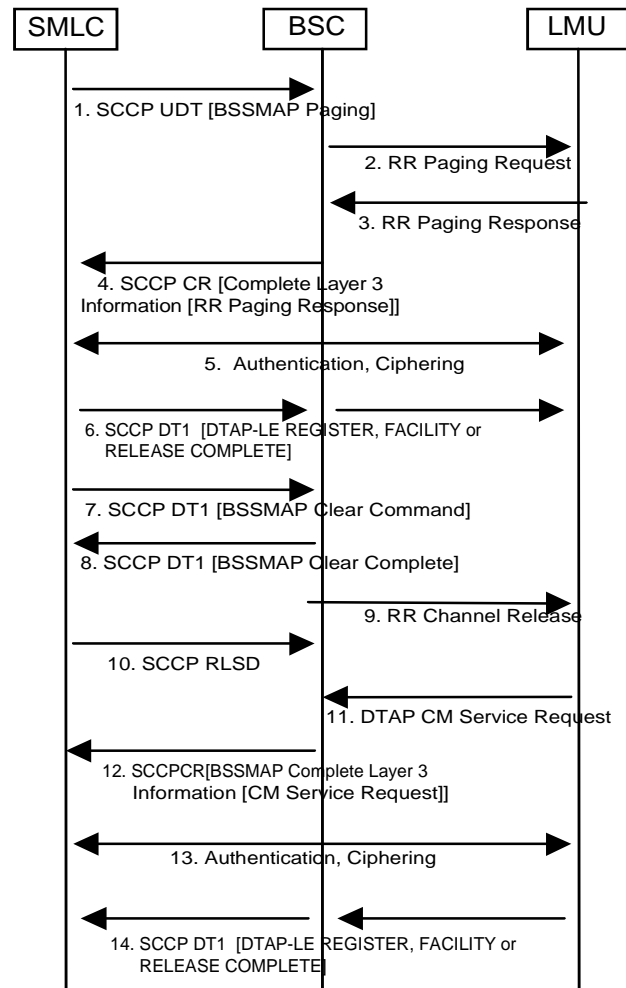 SMLC
BSC
LMU
1. SCCP UDT [BSSMAP Paging]
2. RR Paging Request
3. RR Paging Response
4. SCCP CR [Complete Layer 3
Information [RR Paging Response]]
5. Authentication, Ciphering
6. SCCP DT1 [DTAP-LE REGISTER, FACILITY or
RELEASE COMPLETE]
7. SCCP DT1 [BSSMAP Clear Command]
8. SCCP DT1 [BSSMAP Clear Complete]
9. RR Channel Release
10. SCCP RLSD
11. DTAP CM Service Request
12. SCCPCR[BSSMAP Complete Layer 3
Information [CM Service Request]]
13. Authentication, Ciphering
14. SCCP DT1 [DTAP-LE REGISTER, FACILITY or
RELEASE COMPLETE]